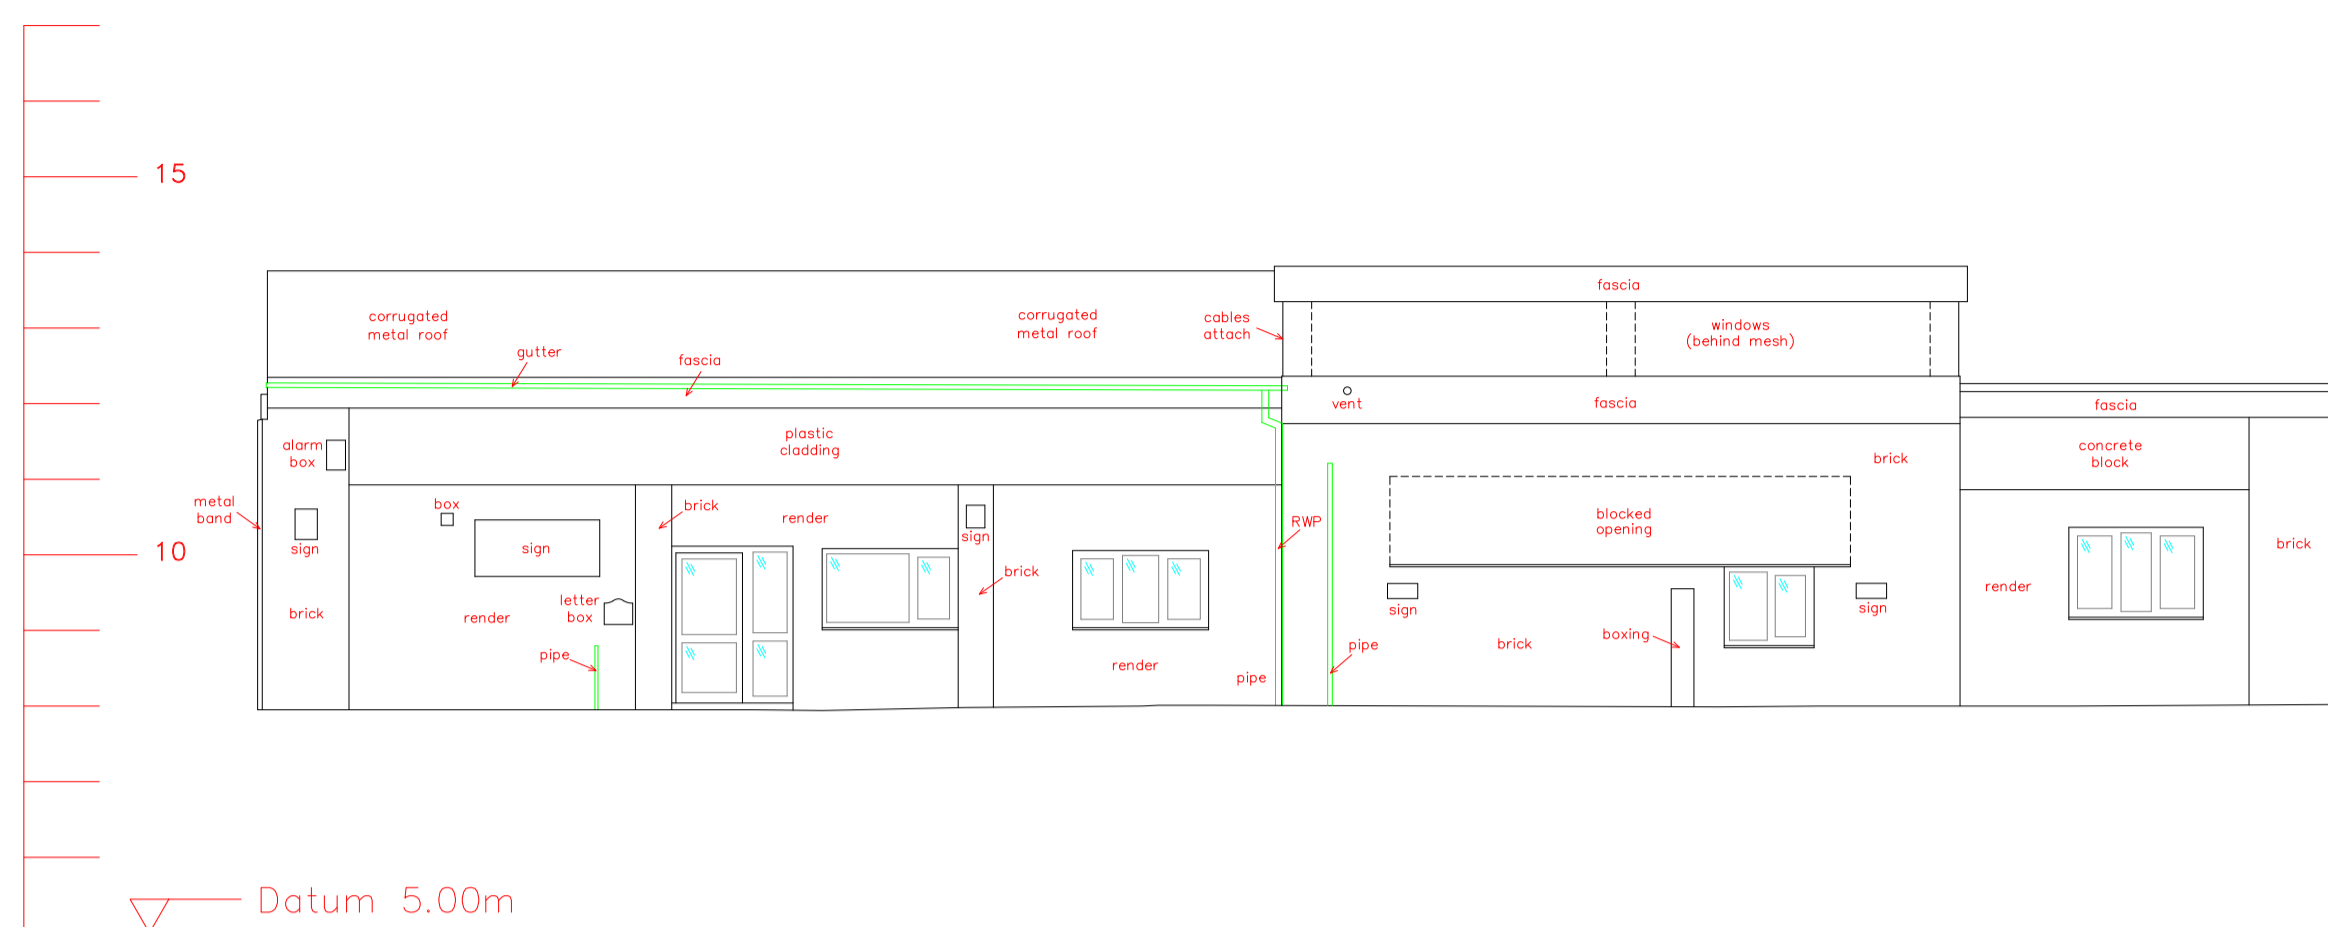 15
fascia
corrugated
metal roof
corrugated
metal roof
cables
attach
windows
(behind mesh)
gutter
fascia
vent
fascia
fascia
alarm
box
plastic
cladding
brick
concrete
block
metal
band
box
brick
render
sign
blocked
opening
RWP
sign
sign
10
brick
brick
render
letter
box
sign
sign
brick
render
pipe
boxing
brick
pipe
render
pipe
Datum 5.00m